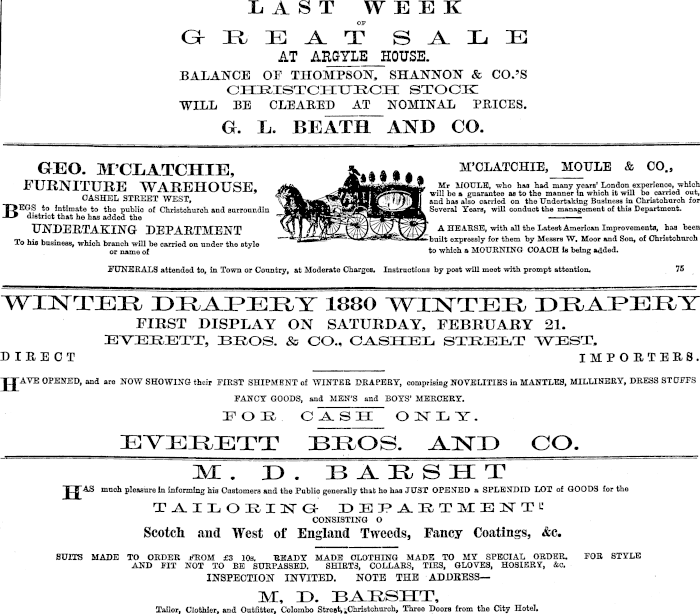 LAST WEEK
OF
GREAT SALE
AT ARGYLE HOUSE.
BALANCE OF THOMPSON, SHANNON & CO.'S
CHRISTCHURCH STOCK
WILL BE CLEARED AT NOMINAL PRICES.
G. L. BEATH AND CO.
GEO. M'CLATCHIE,
FURNITURE WAREHOUSE,
CASHEL STREET WEST,
BEGS to intimate to the public of Christchurch and surroundin
district that he has added the
UNDERTAKING DEPARTMENT
To his business, which branch will be carried on under the style
or name of
M'CLATCHIE, MOULE & CO.,
Mr MOULE, who has had many years' London experience, which
will be a guarantee as to the manner in which it will be carried out,
and has also carried on the Undertaking Business in Christchurch for
Several Years, will conduct the management of this Department.
A HEARSE, with all the Latest American Improvements, has been
built expressly for them by Messrs W. Moor and Son, of Christchurch
to which a MOURNING COACH is being added.
FUNERALS attended to, in Town or Country, at Moderate Charges. Instructions by post will meet with prompt attention. 75
WINTER DRAPERY 1880 WINTER DRAPERY
FIRST DISPLAY ON SATURDAY, FEBRUARY 21.
EVERETT, BROS. & CO., CASHEL STREET WEST.
DIRECT IMPORTERS.
HAVE OPENED, and are NOW SHOWING their FIRST SHIPMENT of WINTER DRAPERY, comprising NOVELITIES in MANTLES, MILLINERY, DRESS STUFFS
FANCY GOODS, and MEN'S and BOYS' MERCERY.
FOR CASH ONLY.
EVERETT BROS. AND CO.
M. D. BARSHT
HAS much pleasure in informing his Customers and the Public generally that he has JUST OPENED a SPLENDID LOT of GOODS for the
TAILORING DEPARTMENT
CONSISTING O
Scotch and West of England Tweeds, Fancy Coatings, &c.
SUITS MADE TO ORDER FROM £3 10s. READY MADE CLOTHING MADE TO MY SPECIAL ORDER. FOR STYLE
AND FIT NOT TO BE SURPASSED. SHIRTS, COLLARS, TIES, GLOVES, HOSIERY, &c.
INSPECTION INVITED. NOTE THE ADDRESS—
M. D. BARSHT,
Tailor, Clothier, and Outfitter, Colombo Street, Christchurch, Three Doors from the City Hotel.